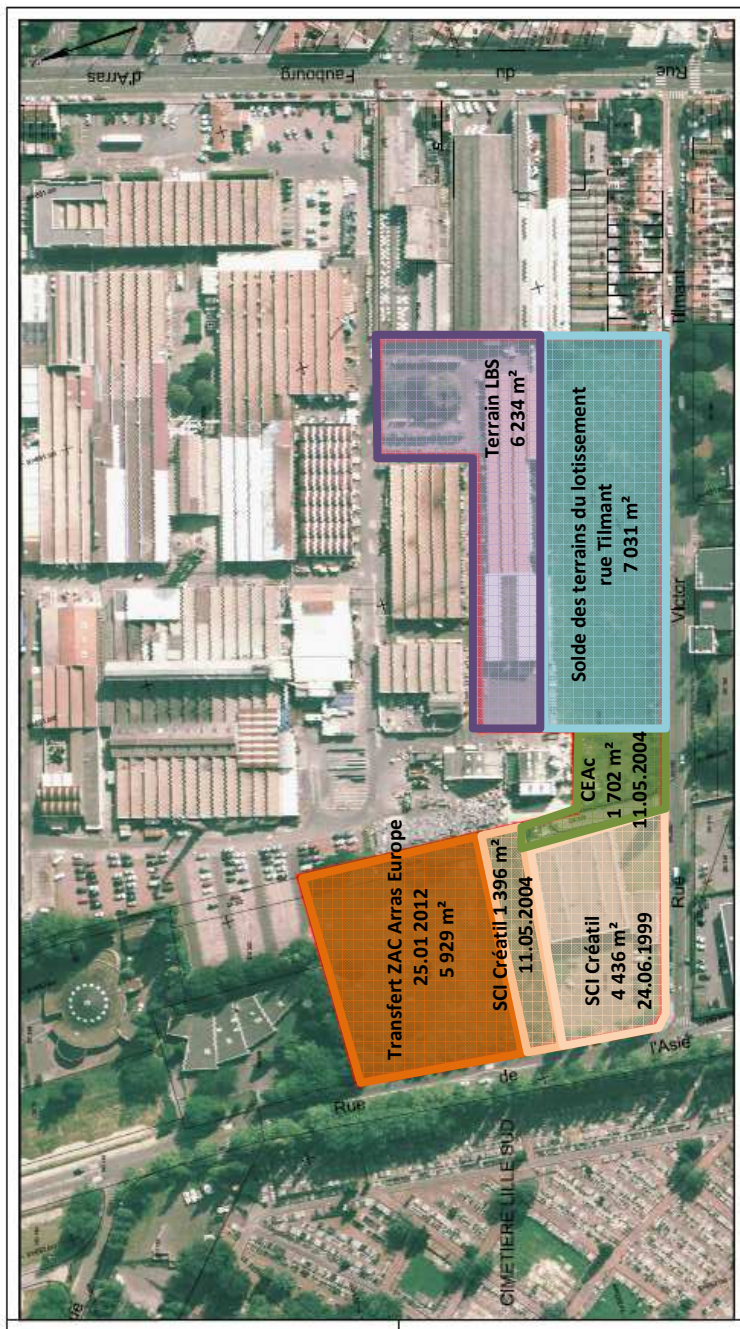 Rue du Faubourg d'Arras
Terrain LBS
6 234 m²
Solde des terrains du lotissement
rue Tilmant
7 031 m²
CEAc
1 702 m²
11.05.2004
Transfert ZAC Arras Europe
25.01 2012
5 929 m²
SCI Créatil 1 396 m²
11.05.2004
SCI Créatil
4 436 m²
24.06.1999
Rue Victor Tilmant
Rue de l'Asie
CIMETIERE LILLE SUD
de